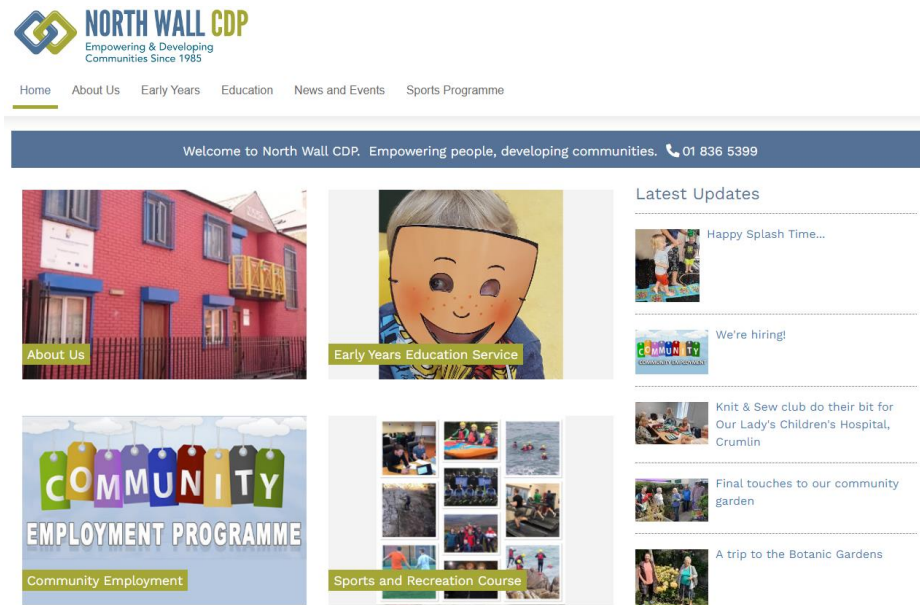 NORTH WALL CDP
Empowering & Developing
Communities Since 1985
Home About Us Early Years Education News and Events Sports Programme
Welcome to North Wall CDP. Empowering people, developing communities. 01 836 5399
About Us
Early Years Education Service
COMMUNITY
EMPLOYMENT PROGRAMME
Community Employment
Sports and Recreation Course
Latest Updates
Happy Splash Time...
COMMUNITY
COMMUNITY EMPLOYMENT
We're hiring!
Knit & Sew club do their bit for
Our Lady's Children's Hospital,
Crumlin
Final touches to our community
garden
A trip to the Botanic Gardens